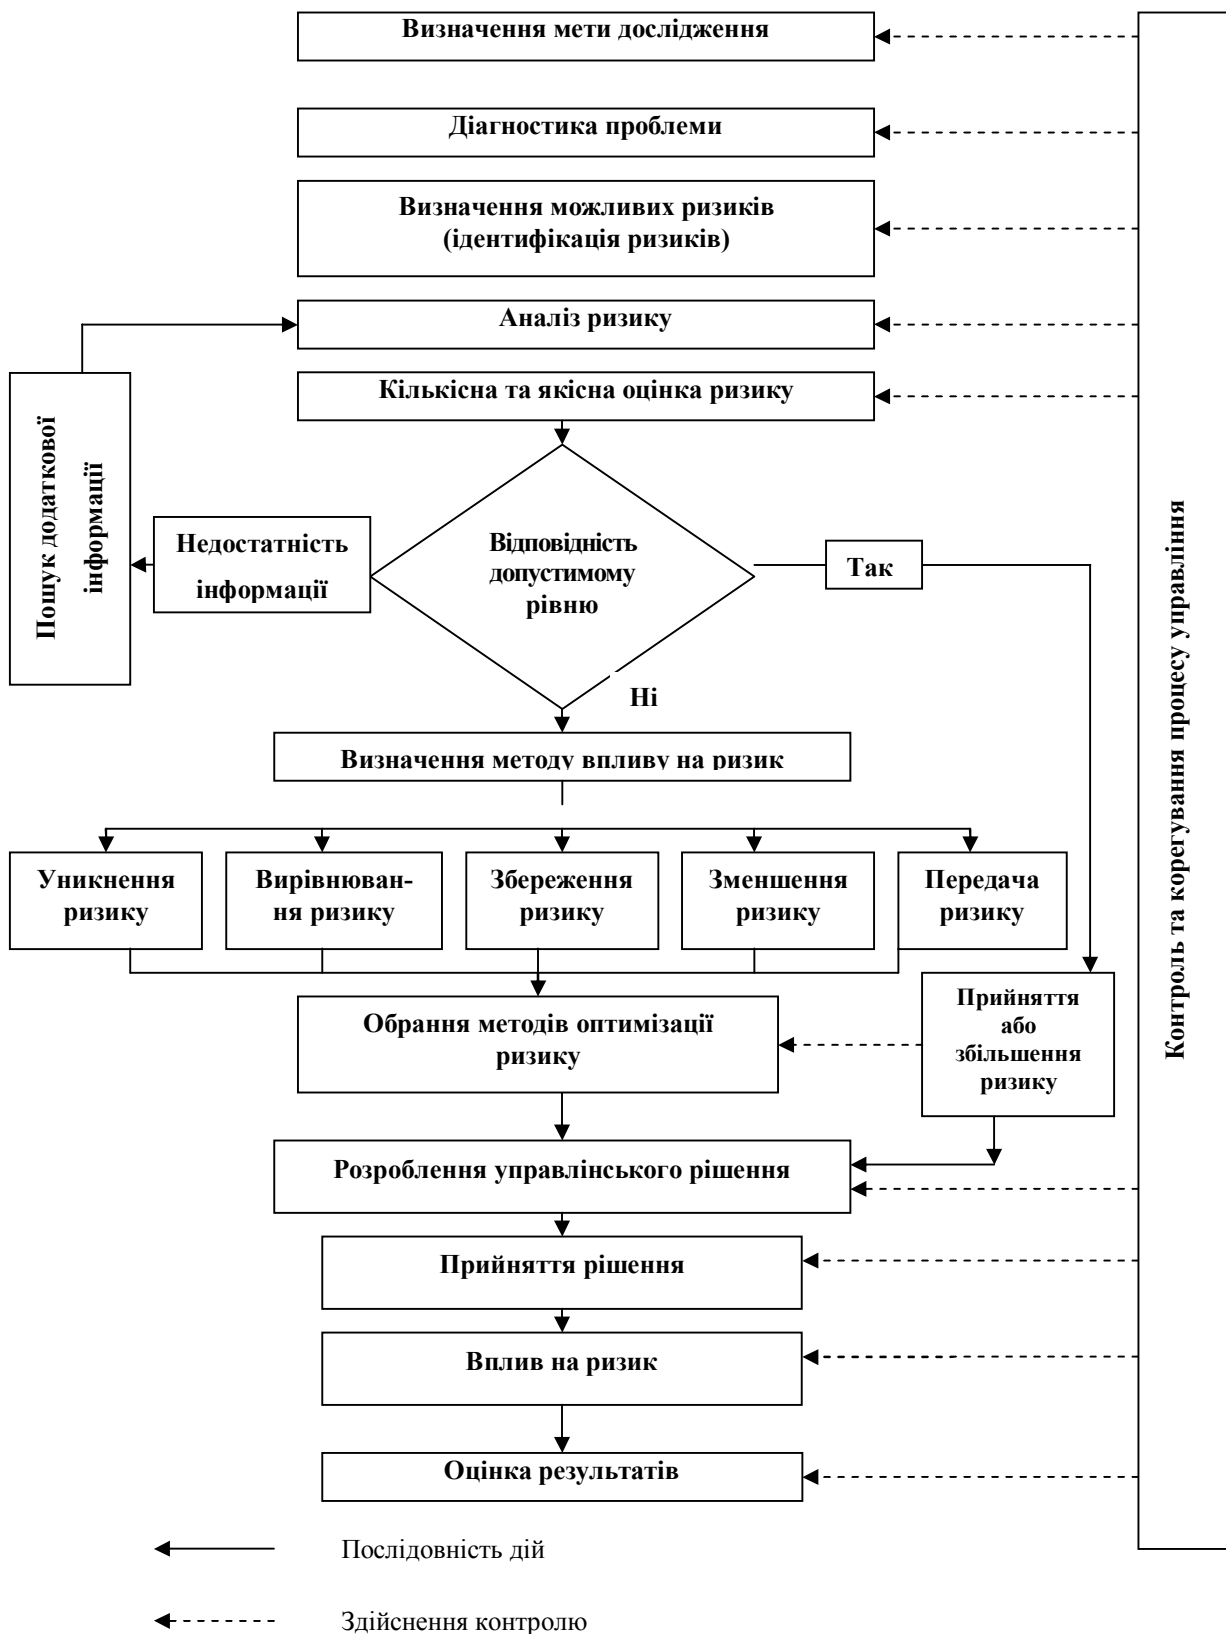 Визначення мети дослідження
Діагностика проблеми
Визначення можливих ризиків
(ідентифікація ризиків)
Аналіз ризику
Кількісна та якісна оцінка ризику
Пошук додаткової
інформації
Недостатність
інформації
Відповідність
допустимому
рівню
Так
Ні
Визначення методу впливу на ризик
Уникнення
ризику
Вирівнюван-
ня ризику
Збереження
ризику
Зменшення
ризику
Передача
ризику
Обрання методів оптимізації
ризику
Прийняття
або
збільшення
ризику
Розроблення управлінського рішення
Прийняття рішення
Вплив на ризик
Оцінка результатів
Контроль та корегування процесу управління
Послідовність дій
Здійснення контролю